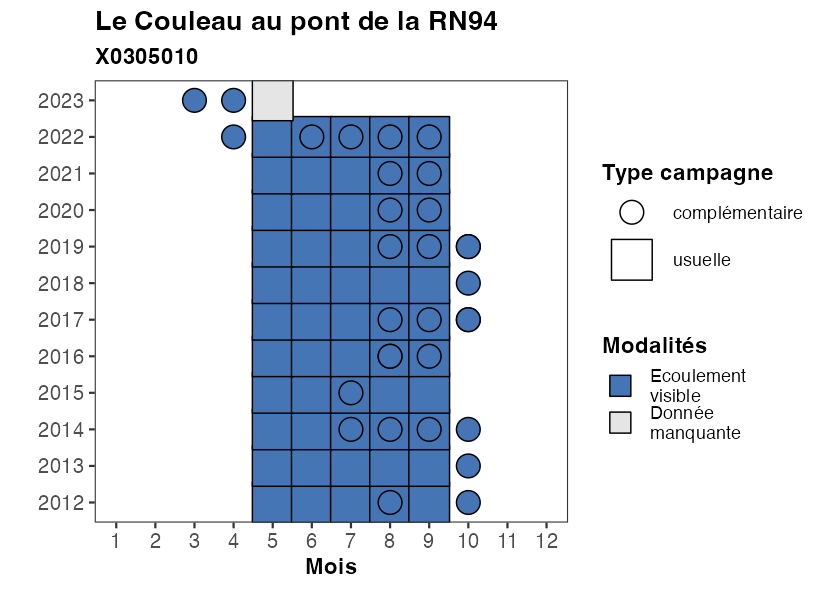 Le Couleau au pont de la RN94
X0305010
2023
2022
2021
2020
2019
2018
2017
2016
2015
2014
2013
2012
1 2 3 4 5 6 7 8 9 10 11 12
Mois
Type campagne
complémentaire
usuelle
Modalités
Ecoulement
visible
Donnée
manquante